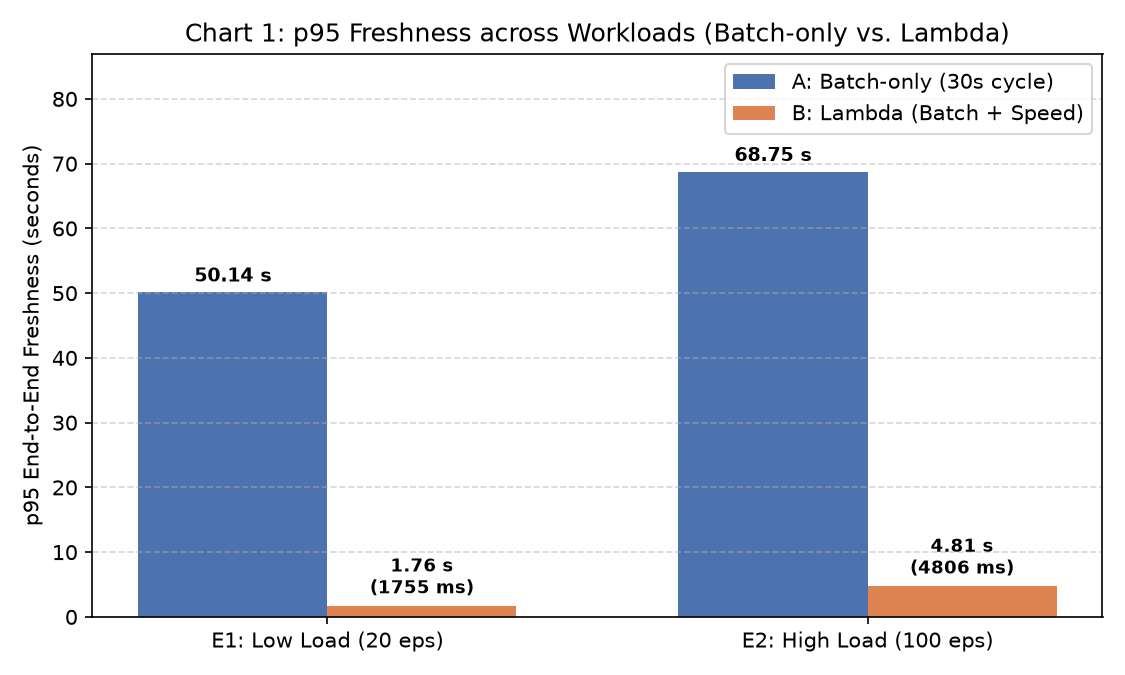 Chart 1: p95 Freshness across Workloads (Batch-only vs. Lambda)
A: Batch-only (30s cycle)
B: Lambda (Batch + Speed)
p95 End-to-End Freshness (seconds)
80
70
60
50
40
30
20
10
0
50.14 s
1.76 s
(1755 ms)
68.75 s
4.81 s
(4806 ms)
E1: Low Load (20 eps)
E2: High Load (100 eps)